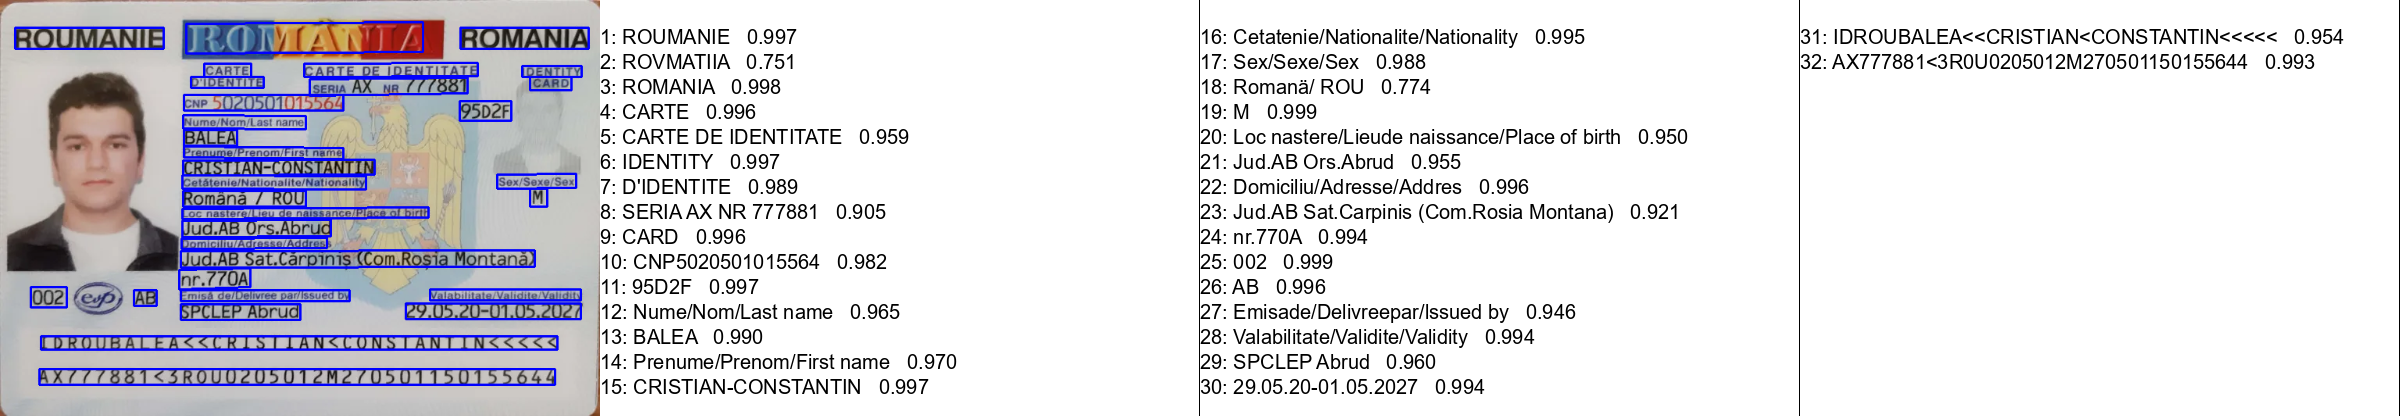 ROUMANIE ROMÂNIA ROMANIA
CARTE CARTE DE IDENTITATE IDENTITY
D'IDENTITE SERIA AX NR 777881 CARD
CNP 5020501015564 95D2F
Nume/Nom/Last name
BALEA
Prenume/Prenom/First name
CRISTIAN-CONSTANTIN
Cetătenie/Nationalite/Nationality Sex/Sexe/Sex
Română / ROU M
Loc nastere/Lieu de naissance/Place of birth
Jud.AB Ors.Abrud
Domiciliu/Adresse/Address
Jud.AB Sat.Cărpiniş (Com.Roşia Montană)
nr.770A
002 esp AB Emisă de/Delivree par/Issued by Valabilitate/Validite/Validity
SPCLEP Abrud 29.05.20-01.05.2027
IDROUBALEA<<CRISTIAN<CONSTANTIN<<<<<
AX777881<3ROU0205012M270501150155644
1: ROUMANIE 0.997
2: ROVMATIIA 0.751
3: ROMANIA 0.998
4: CARTE 0.996
5: CARTE DE IDENTITATE 0.959
6: IDENTITY 0.997
7: D'IDENTITE 0.989
8: SERIA AX NR 777881 0.905
9: CARD 0.996
10: CNP5020501015564 0.982
11: 95D2F 0.997
12: Nume/Nom/Last name 0.965
13: BALEA 0.990
14: Prenume/Prenom/First name 0.970
15: CRISTIAN-CONSTANTIN 0.997
16: Cetatenie/Nationalite/Nationality 0.995
17: Sex/Sexe/Sex 0.988
18: Romanä/ ROU 0.774
19: M 0.999
20: Loc nastere/Lieude naissance/Place of birth 0.950
21: Jud.AB Ors.Abrud 0.955
22: Domiciliu/Adresse/Addres 0.996
23: Jud.AB Sat.Carpinis (Com.Rosia Montana) 0.921
24: nr.770A 0.994
25: 002 0.999
26: AB 0.996
27: Emisade/Delivreepar/Issued by 0.946
28: Valabilitate/Validite/Validity 0.994
29: SPCLEP Abrud 0.960
30: 29.05.20-01.05.2027 0.994
31: IDROUBALEA<<CRISTIAN<CONSTANTIN<<<<< 0.954
32: AX777881<3R0U0205012M270501150155644 0.993